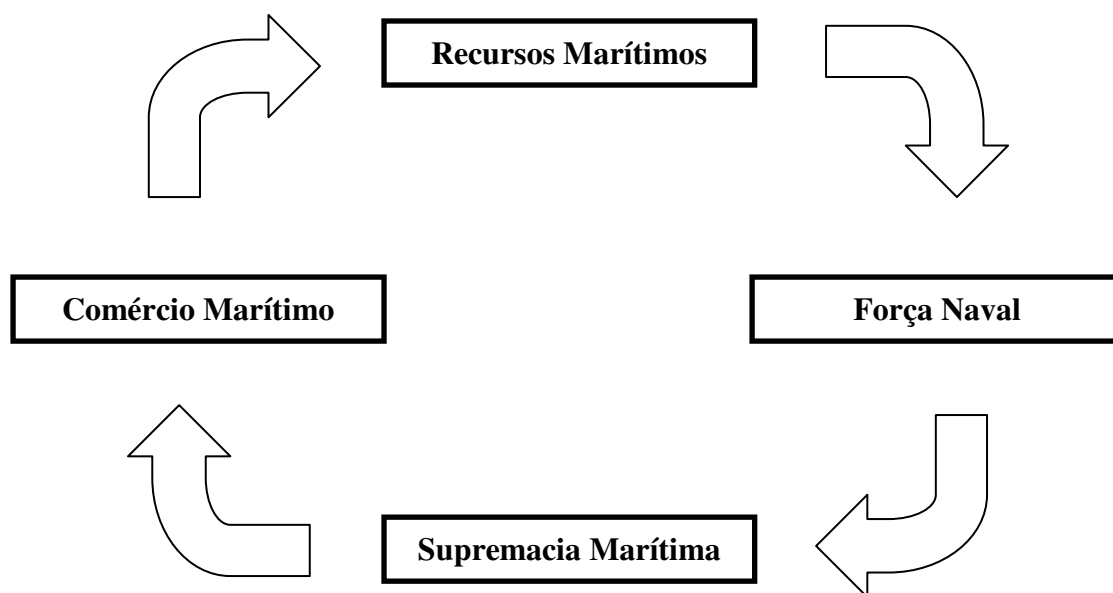 Recursos Marítimos
Comércio Marítimo
Força Naval
Supremacia Marítima